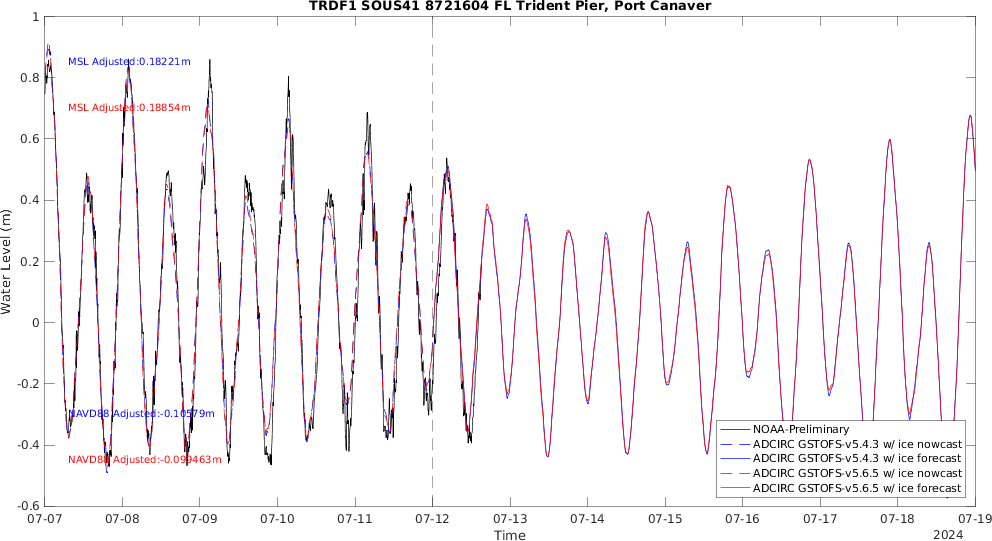 TRDF1 SOUS41 8721604 FL Trident Pier, Port Canaver
Water Level (m)
1
0.8
0.6
0.4
0.2
0
-0.2
-0.4
-0.6
MSL Adjusted:0.18221m
MSL Adjusted:0.18854m
NAVD88 Adjusted:-0.10579m
NAVD88 Adjusted:-0.099463m
NOAA-Preliminary
ADCIRC GSTOFS-v5.4.3 w/ ice nowcast
ADCIRC GSTOFS-v5.4.3 w/ ice forecast
ADCIRC GSTOFS-v5.6.5 w/ ice nowcast
ADCIRC GSTOFS-v5.6.5 w/ ice forecast
07-07 07-08 07-09 07-10 07-11 07-12 07-13 07-14 07-15 07-16 07-17 07-18 07-19
Time
2024